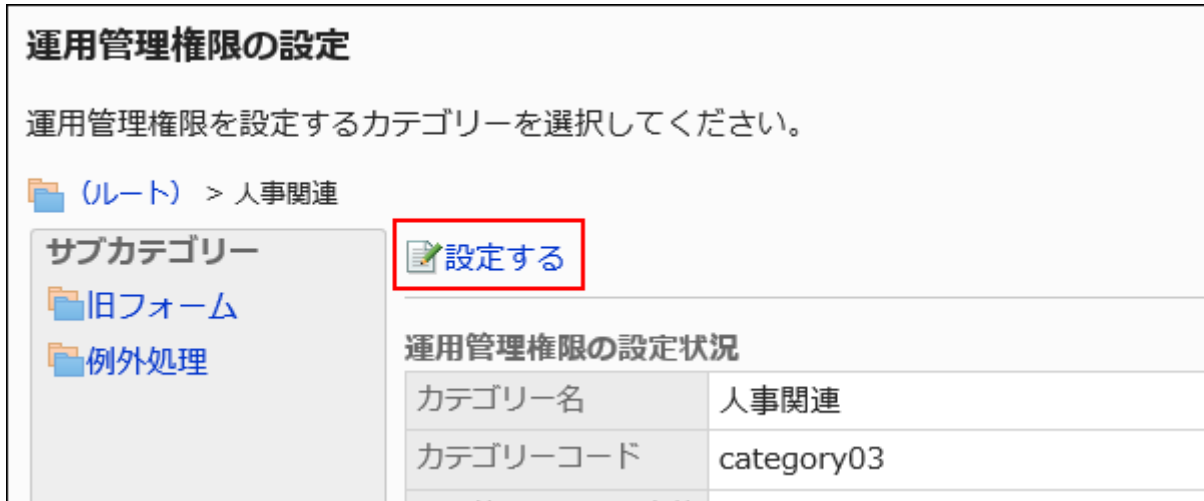 運用管理権限の設定
運用管理権限を設定するカテゴリーを選択してください。
(ルート) > 人事関連
サブカテゴリー
旧フォーム
例外処理
設定する
運用管理権限の設定状況
カテゴリー名 人事関連
カテゴリーコード category03